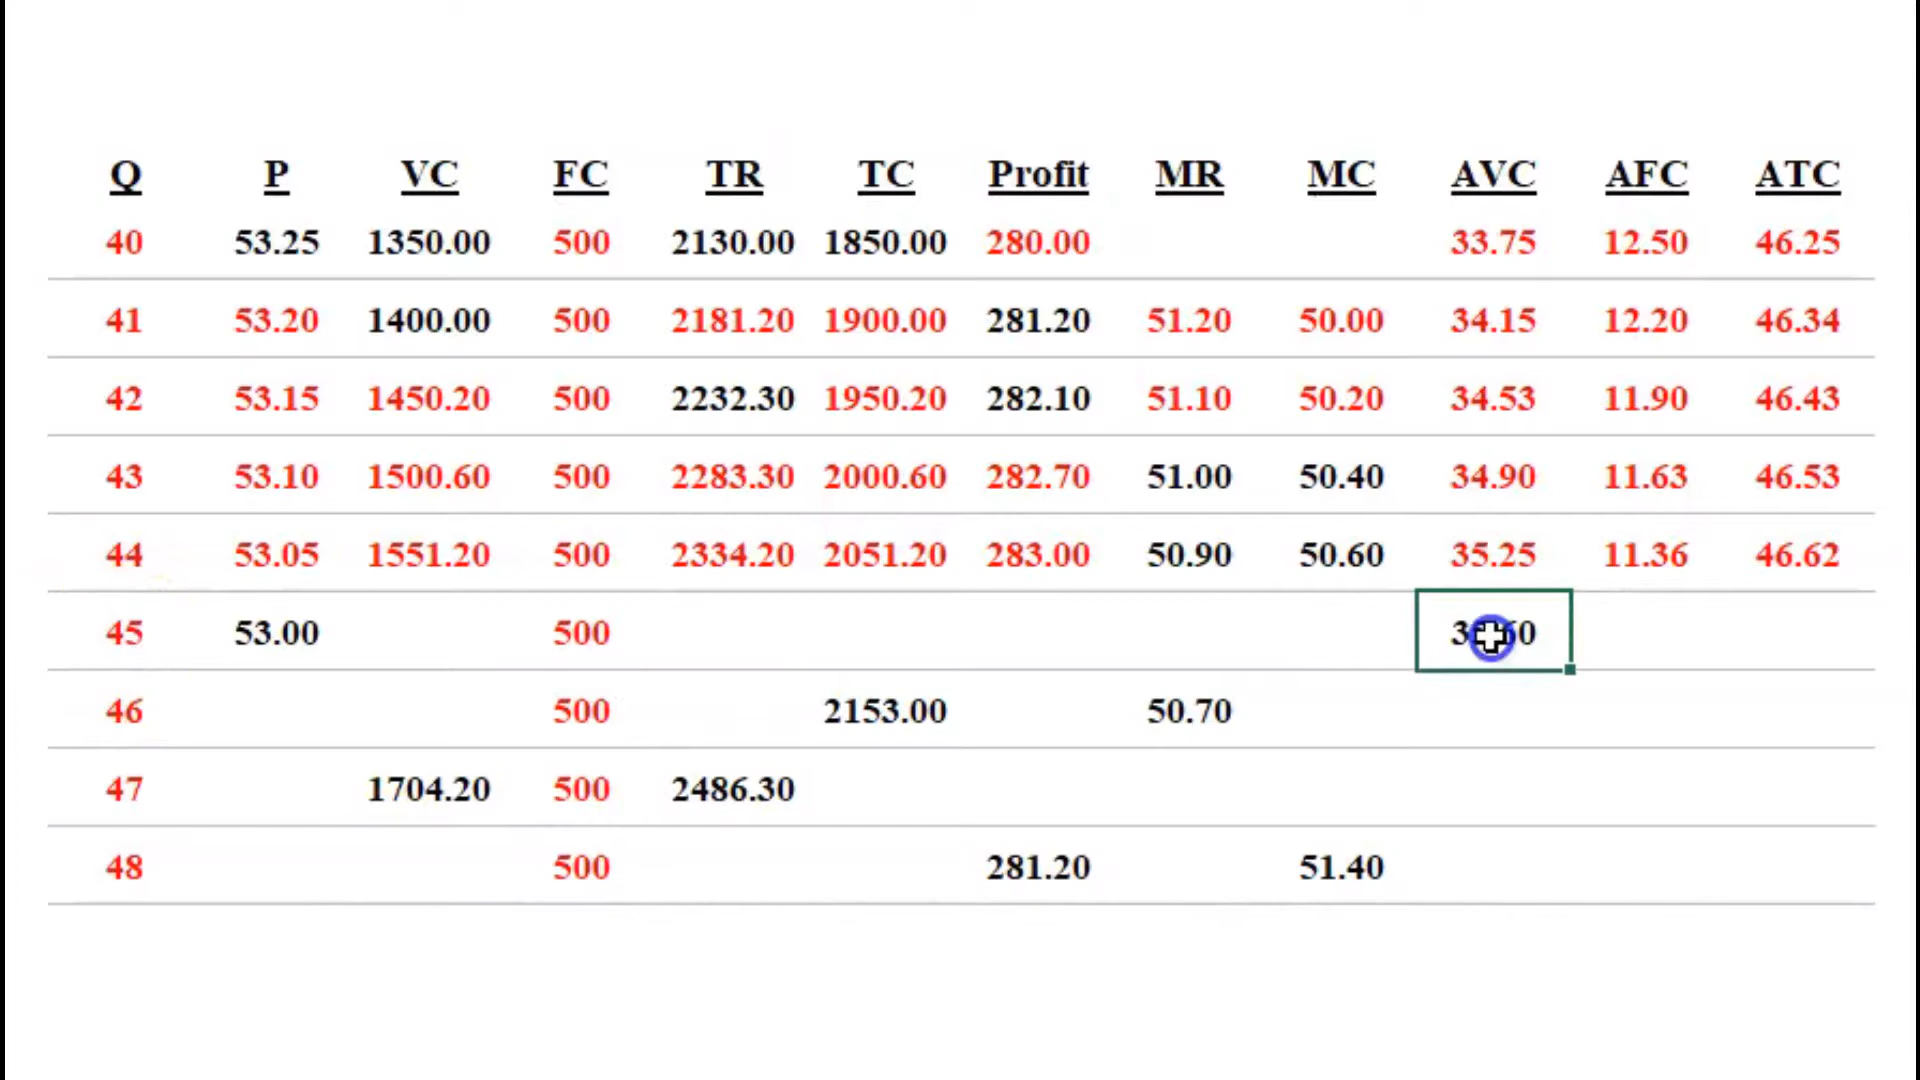 Q P VC FC TR TC Profit MR MC AVC AFC ATC
40 53.25 1350.00 500 2130.00 1850.00 280.00 33.75 12.50 46.25
41 53.20 1400.00 500 2181.20 1900.00 281.20 51.20 50.00 34.15 12.20 46.34
42 53.15 1450.20 500 2232.30 1950.20 282.10 51.10 50.20 34.53 11.90 46.43
43 53.10 1500.60 500 2283.30 2000.60 282.70 51.00 50.40 34.90 11.63 46.53
44 53.05 1551.20 500 2334.20 2051.20 283.00 50.90 50.60 35.25 11.36 46.62
45 53.00 500
46 500 2153.00 50.70
47 1704.20 500 2486.30
48 500 281.20 51.40